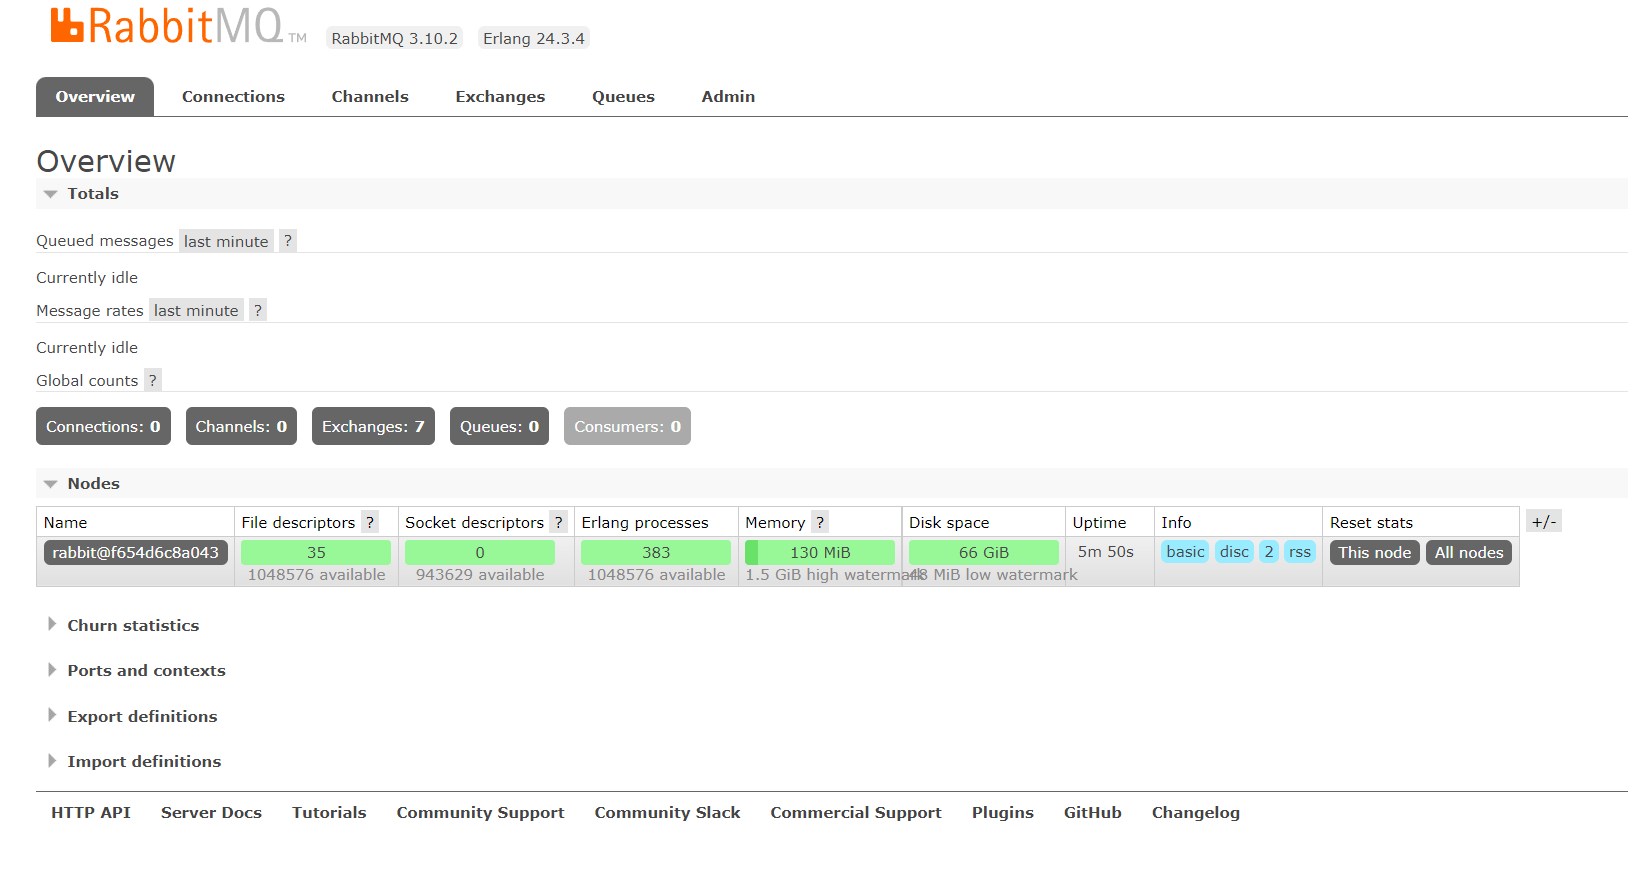 RabbitMQ TM RabbitMQ 3.10.2 Erlang 24.3.4
Overview Connections Channels Exchanges Queues Admin
Overview
Totals
Queued messages last minute ?
Currently idle
Message rates last minute ?
Currently idle
Global counts ?
Connections: 0 Channels: 0 Exchanges: 7 Queues: 0 Consumers: 0
Nodes
Name File descriptors ? Socket descriptors ? Erlang processes Memory ? Disk space Uptime Info Reset stats +/-
rabbit@f654d6c8a043 35 0 383 130 MiB 66 GiB 5m 50s basic disc 2 rss This node All nodes
1048576 available 943629 available 1048576 available 1.5 GiB high watermark 48 MiB low watermark
Churn statistics
Ports and contexts
Export definitions
Import definitions
HTTP API Server Docs Tutorials Community Support Community Slack Commercial Support Plugins GitHub Changelog